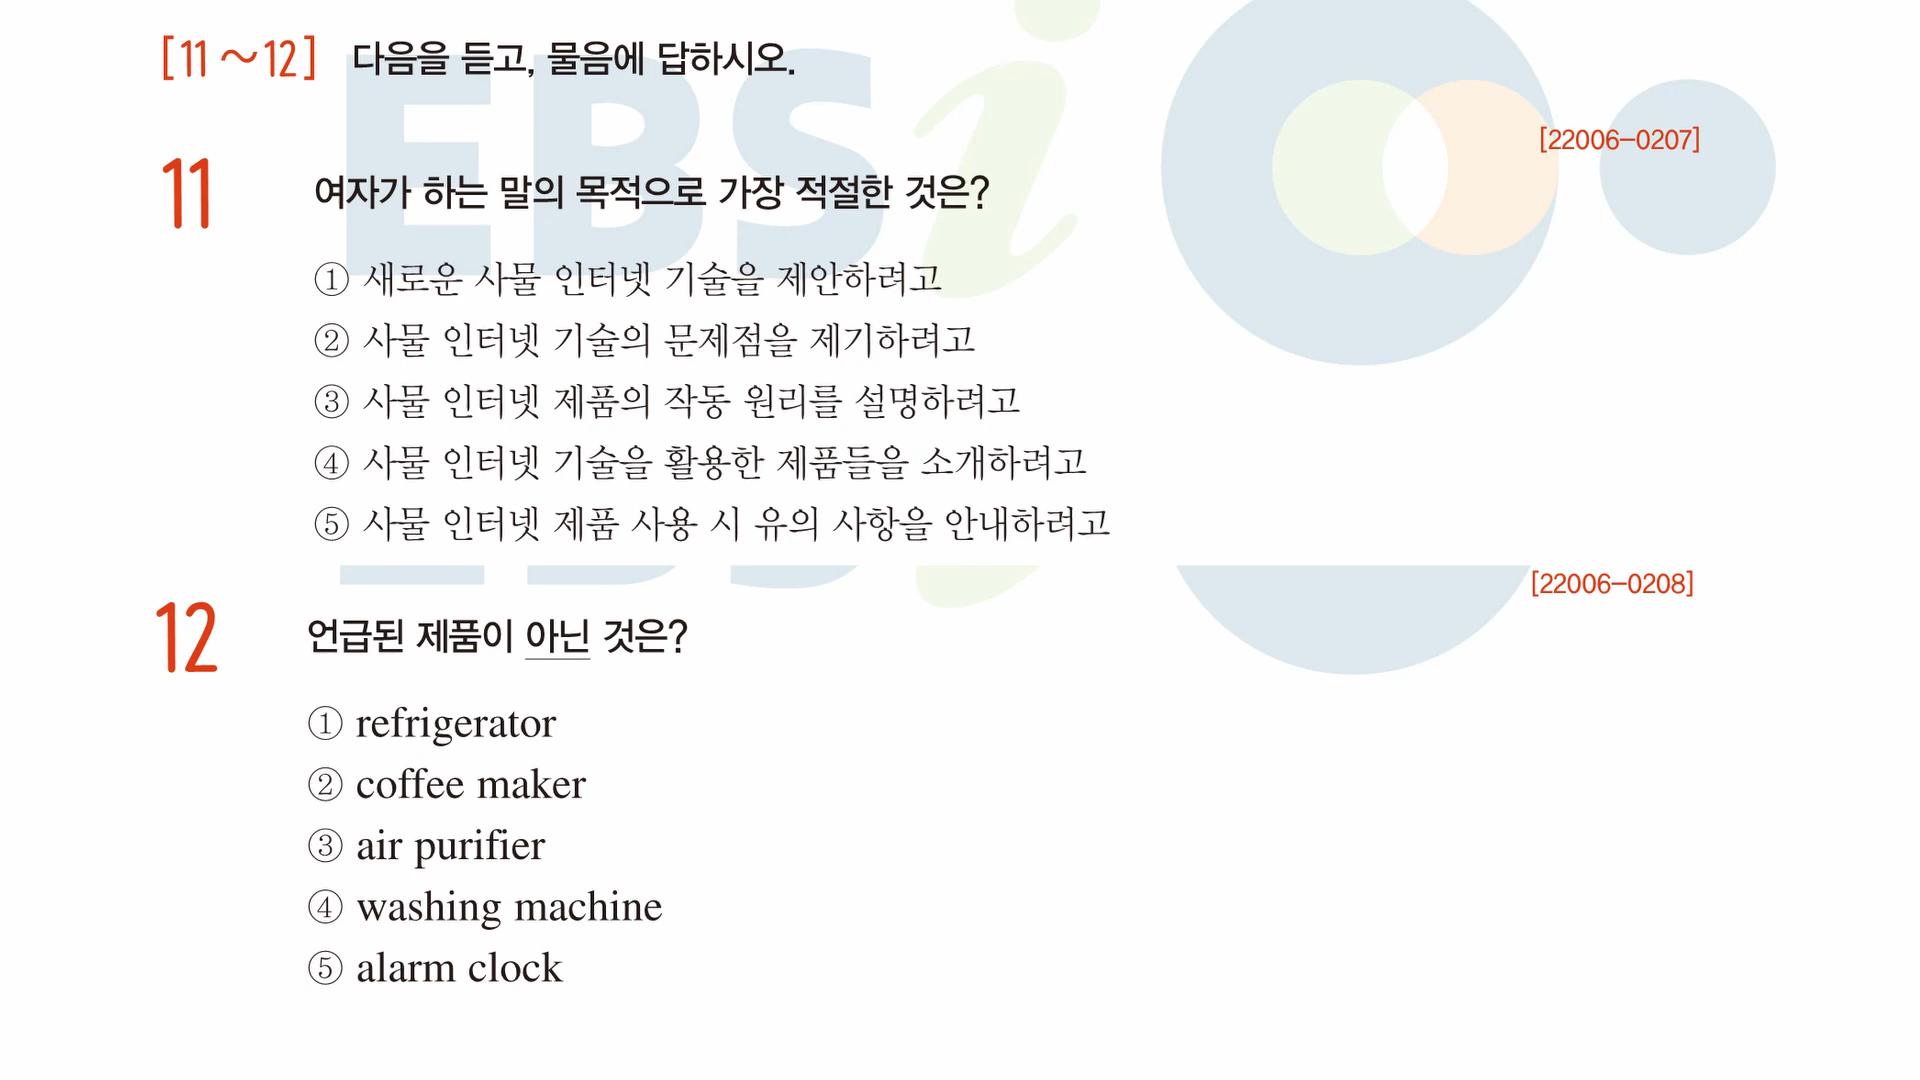 [11~12] 다음을 듣고, 물음에 답하시오.
[22006-0207]
11 여자가 하는 말의 목적으로 가장 적절한 것은?
① 새로운 사물 인터넷 기술을 제안하려고
② 사물 인터넷 기술의 문제점을 제기하려고
③ 사물 인터넷 제품의 작동 원리를 설명하려고
④ 사물 인터넷 기술을 활용한 제품들을 소개하려고
⑤ 사물 인터넷 제품 사용 시 유의 사항을 안내하려고
[22006-0208]
12 언급된 제품이 아닌 것은?
① refrigerator
② coffee maker
③ air purifier
④ washing machine
⑤ alarm clock
EBSi